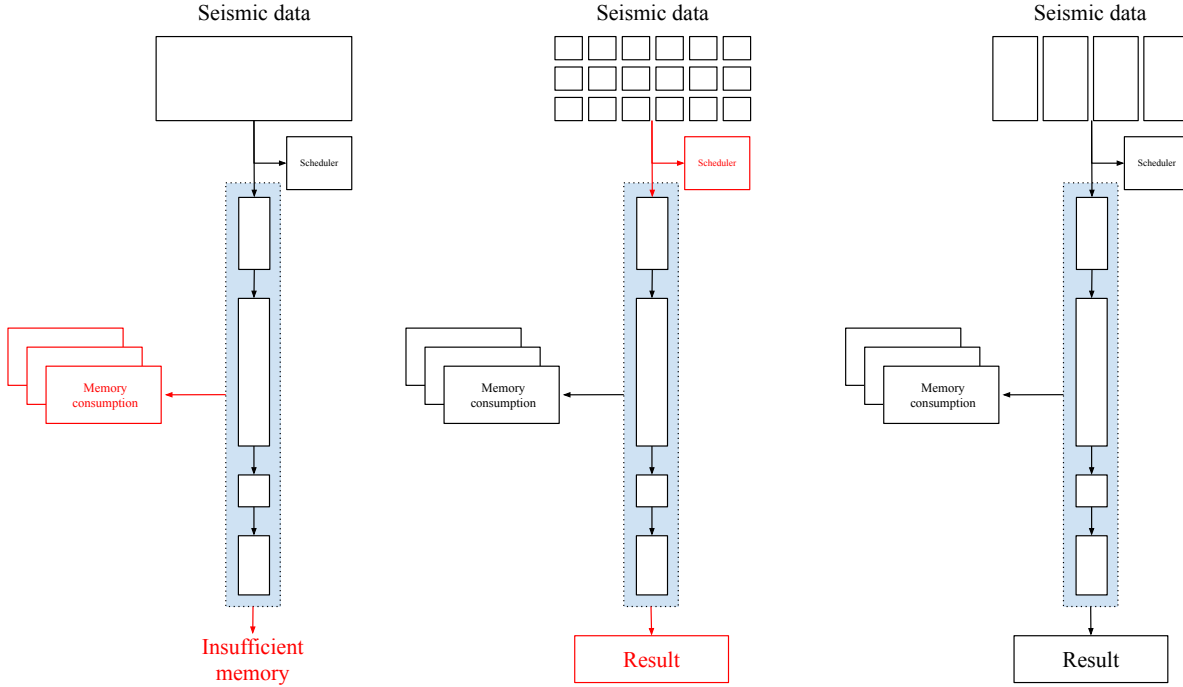 Seismic data
Scheduler
Memory
consumption
Insufficient
memory
Seismic data
Scheduler
Memory
consumption
Result
Seismic data
Scheduler
Memory
consumption
Result